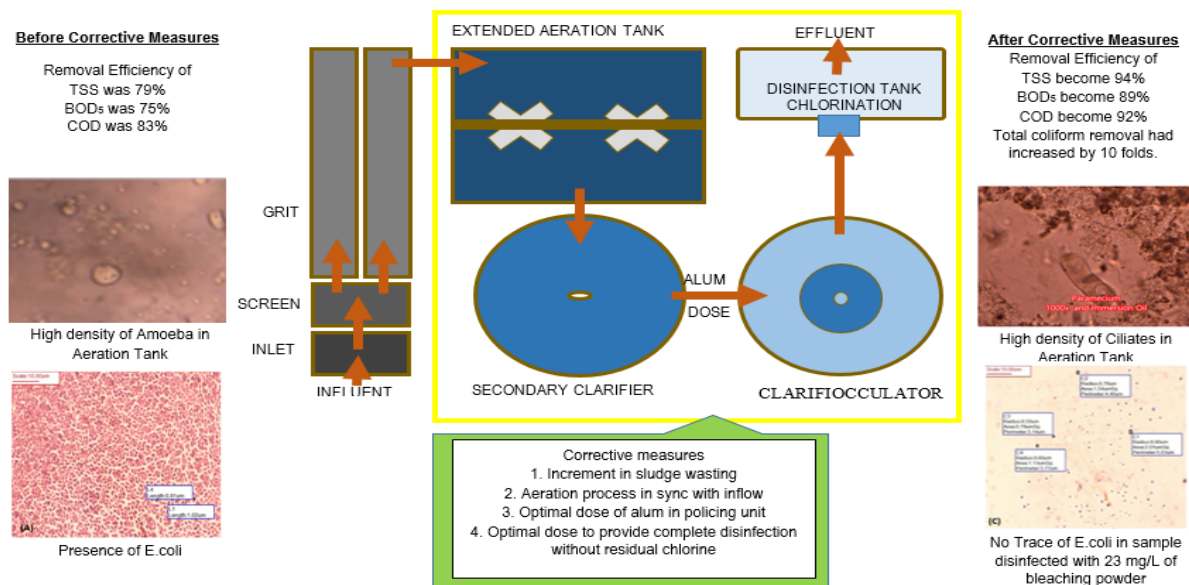 Before Corrective Measures
Removal Efficiency of
TSS was 79%
BOD₅ was 75%
COD was 83%
High density of Amoeba in
Aeration Tank
(A)
Presence of E.coli
GRIT
SCREEN
INLET
INFLUENT
EXTENDED AERATION TANK
EFFLUENT
DISINFECTION TANK
CHLORINATION
ALUM
DOSE
SECONDARY CLARIFIER
CLARIFIOCCULATOR
Corrective measures
1. Increment in sludge wasting
2. Aeration process in sync with inflow
3. Optimal dose of alum in policing unit
4. Optimal dose to provide complete disinfection
without residual chlorine
After Corrective Measures
Removal Efficiency of
TSS become 94%
BOD₅ become 89%
COD become 92%
Total coliform removal had
increased by 10 folds.
Paramecium
1000x and Immersion Oil
High density of Ciliates in
Aeration Tank
(C)
No Trace of E.coli in sample
disinfected with 23 mg/L of
bleaching powder